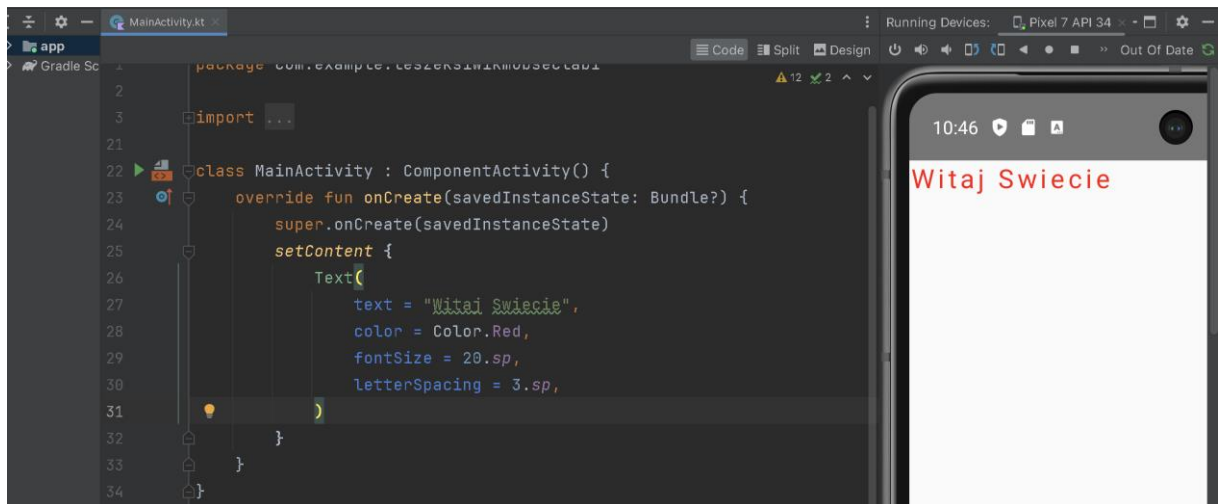 MainActivity.kt
Running Devices: Pixel 7 API 34
app
Code Split Design
Out Of Date
Gradle Sc
1 package
12 2
2
3 import ...
21
22 class MainActivity : ComponentActivity() {
23 override fun onCreate(savedInstanceState: Bundle?) {
24 super.onCreate(savedInstanceState)
25 setContent {
26 Text(
27 text = "Witaj Swiecie",
28 color = Color.Red,
29 fontSize = 20.sp,
30 letterSpacing = 3.sp,
31 )
32 }
33 }
34 }
10:46
Witaj Swiecie